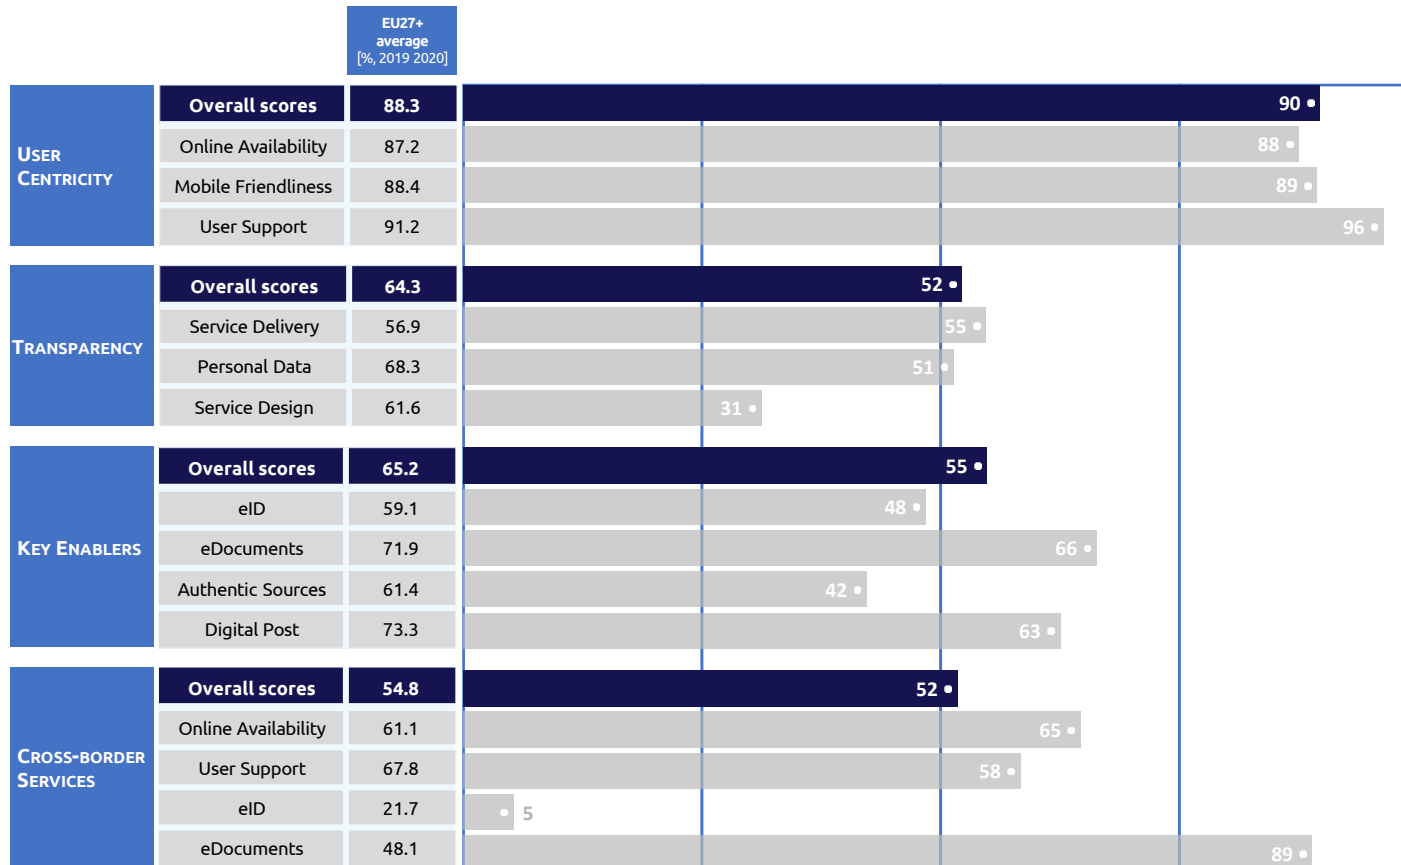 EU27+
average
[%, 2019 2020]
USER
CENTRICITY
Overall scores 88.3 90
Online Availability 87.2 88
Mobile Friendliness 88.4 89
User Support 91.2 96
TRANSPARENCY
Overall scores 64.3 52
Service Delivery 56.9 55
Personal Data 68.3 51
Service Design 61.6 31
KEY ENABLERS
Overall scores 65.2 55
eID 59.1 48
eDocuments 71.9 66
Authentic Sources 61.4 42
Digital Post 73.3 63
CROSS-BORDER
SERVICES
Overall scores 54.8 52
Online Availability 61.1 65
User Support 67.8 58
eID 21.7 5
eDocuments 48.1 89